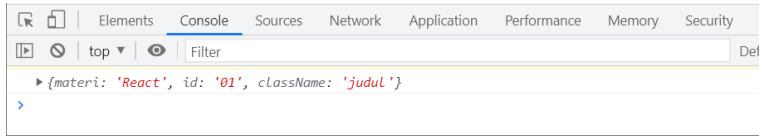 Elements Console Sources Network Application Performance Memory Security
top ▼ Filter Def
▶ {materi: 'React', id: '01', className: 'judul'}
>